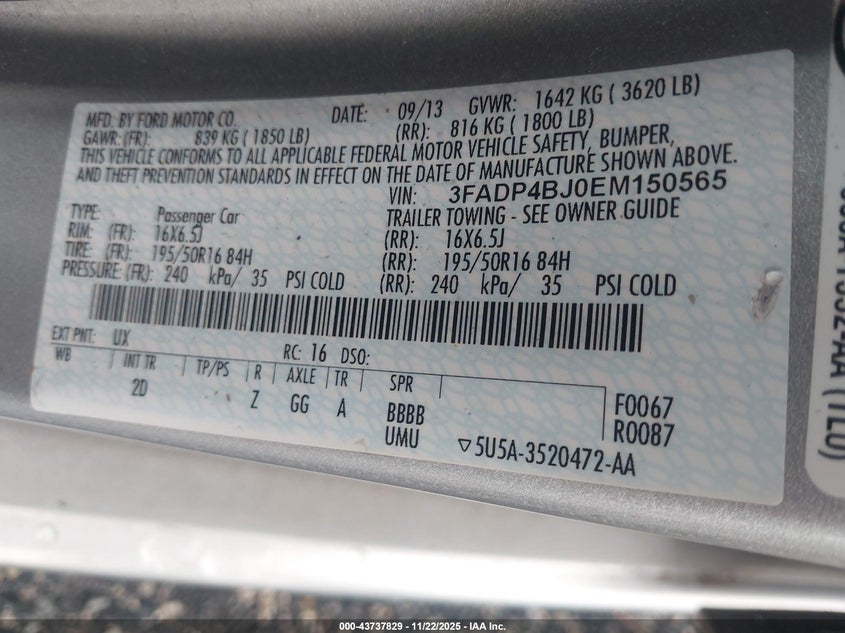 MFD. BY FORD MOTOR CO. DATE: 09/13 GVWR: 1642 KG ( 3620 LB)
GAWR: (FR): 839 KG ( 1850 LB) (RR): 816 KG ( 1800 LB)
THIS VEHICLE CONFORMS TO ALL APPLICABLE FEDERAL MOTOR VEHICLE SAFETY, BUMPER,
AND THEFT PREVENTION STANDARDS IN EFFECT ON THE DATE OF MANUFACTURE SHOWN ABOVE.
VIN: 3FADP4BJ0EM150565
TYPE: Passenger Car TRAILER TOWING - SEE OWNER GUIDE
RIM: (FR): 16X6.5J (RR): 16X6.5J
TIRE: (FR): 195/50R16 84H (RR): 195/50R16 84H
PRESSURE: (FR): 240 kPa/ 35 PSI COLD (RR): 240 kPa/ 35 PSI COLD
EXT PNT: UX RC: 16 DSO:
WB INT TR TP/PS R AXLE TR SPR
2D Z GG A BBBB F0067
UMU R0087
▽5U5A-3520472-AA
000-43737829 - 11/22/2025 - IAA Inc.